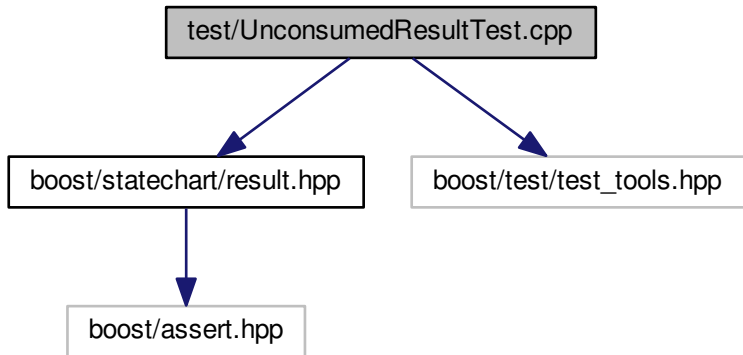 test/UnconsumedResultTest.cpp
boost/statechart/result.hpp
boost/test/test_tools.hpp
boost/assert.hpp